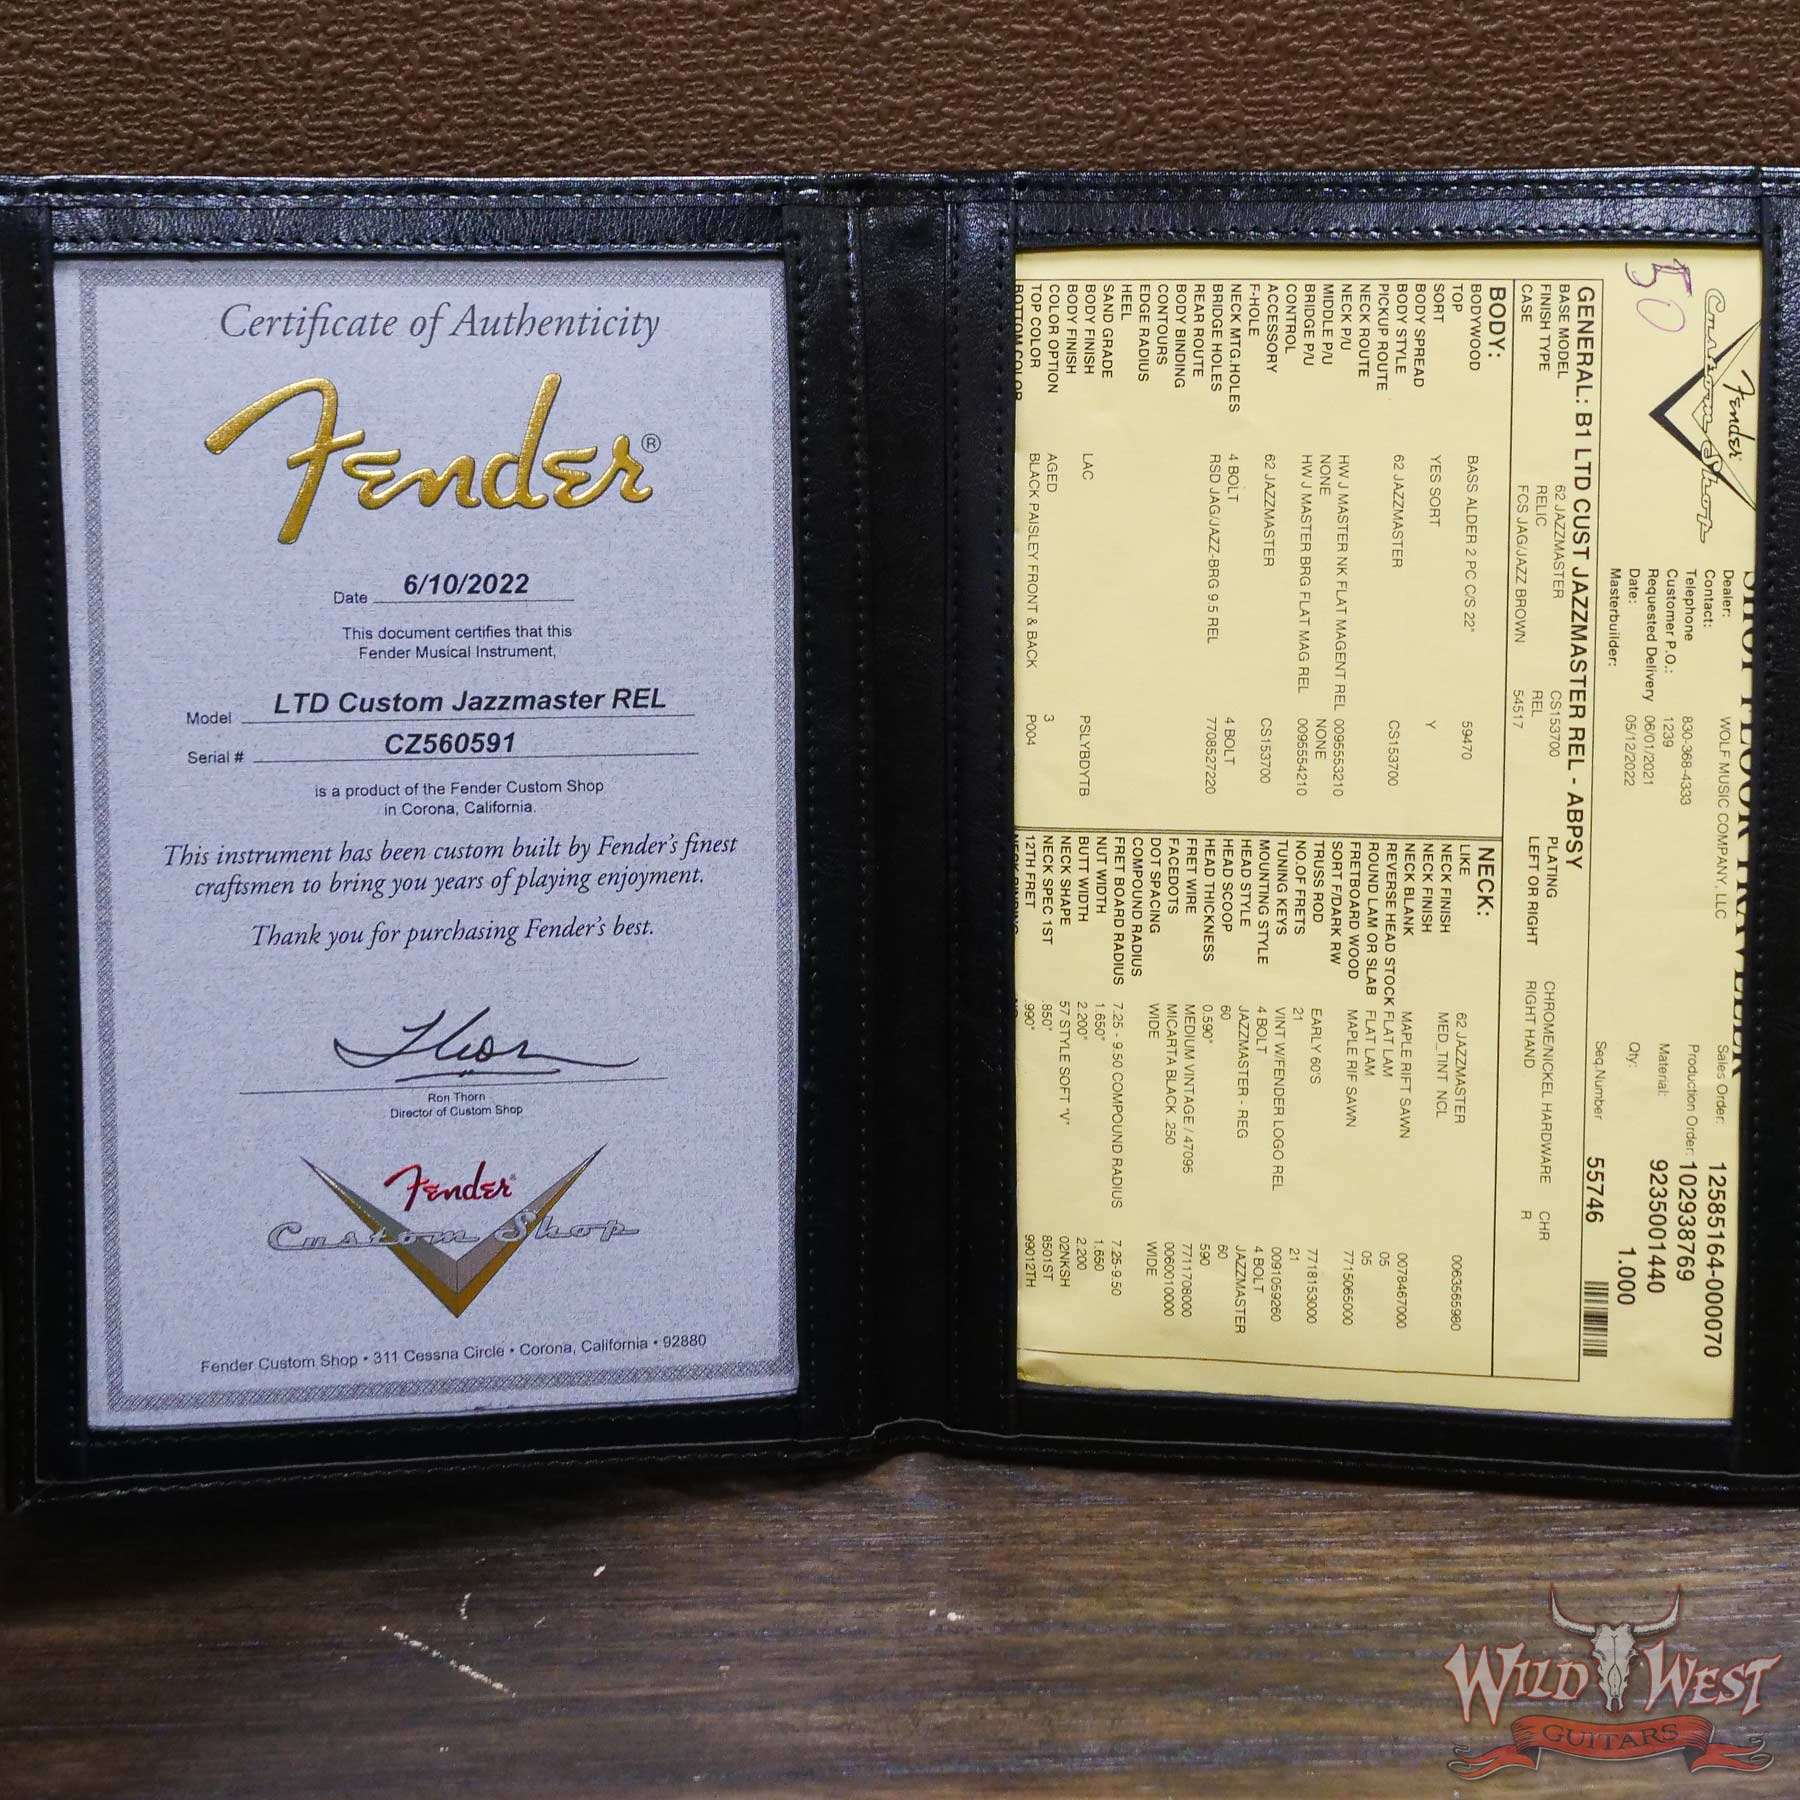 Certificate of Authenticity
Fender®
Date 6/10/2022
This document certifies that this
Fender Musical Instrument,
Model LTD Custom Jazzmaster REL
Serial # CZ560591
is a product of the Fender Custom Shop
in Corona, California.
This instrument has been custom built by Fender's finest
craftsmen to bring you years of playing enjoyment.
Thank you for purchasing Fender's best.
Ron Thorn
Director of Custom Shop
Fender
Custom Shop
Fender Custom Shop • 311 Cessna Circle • Corona, California • 92880
50
Fender
Custom Shop
SHOP FLOOR TRAVELER
Dealer: WOLF MUSIC COMPANY, LLC Sales Order: 12585164-000070
Contact:
Telephone 830-368-4333 Production Order: 102938769
Customer P.O.: 1239 Material: 9235001440
Requested Delivery 06/01/2021
Date: 05/12/2022 Qty: 1.000
Masterbuilder:
Seq.Number 55746
GENERAL: B1 LTD CUST JAZZMASTER REL - ABPSY
BASE MODEL 62 JAZZMASTER CS153700 PLATING CHROME/NICKEL HARDWARE CHR
FINISH TYPE RELIC REL LEFT OR RIGHT RIGHT HAND R
CASE FCS JAG/JAZZ BROWN 54517
BODY:
BODYWOOD BASS ALDER 2 PC C/S 22" 59470
TOP
SORT YES SORT Y
BODY SPREAD
BODY STYLE 62 JAZZMASTER CS153700
PICKUP ROUTE
NECK ROUTE
NECK P/U HW J MASTER NK FLAT MAGENT REL 0095553210
MIDDLE P/U NONE NONE
BRIDGE P/U HW J MASTER BRG FLAT MAG REL 0095554210
CONTROL
ACCESSORY 62 JAZZMASTER CS153700
F-HOLE
NECK MTG.HOLES 4 BOLT 4 BOLT
BRIDGE HOLES RSD JAG/JAZZ-BRG 9.5 REL 7708527220
REAR ROUTE
BODY BINDING
CONTOURS
EDGE RADIUS
HEEL
SAND GRADE
BODY FINISH LAC PSLYBDYTB
BODY FINISH
COLOR OPTION AGED 3
TOP COLOR BLACK PAISLEY FRONT & BACK P004
BOTTOM COLOR
NECK:
LIKE 62 JAZZMASTER 0063565980
NECK FINISH MED_TINT NCL
NECK FINISH
NECK BLANK MAPLE RIFT SAWN 0078467000
REVERSE HEAD STOCK FLAT LAM 05
ROUND LAM OR SLAB FLAT LAM 05
FRETBOARD WOOD MAPLE RIF SAWN 7715065000
SORT F/DARK RW
TRUSS ROD EARLY 60'S 7718153000
NO.OF FRETS 21 21
TUNING KEYS VINT W/FENDER LOGO REL 0091059260
MOUNTING STYLE 4 BOLT 4 BOLT
HEAD STYLE JAZZMASTER - REG JAZZMASTER
HEAD SCOOP 60 60
HEAD THICKNESS 0.590" 590
FRET WIRE MEDIUM VINTAGE / 47095 7711708000
FACEDOTS MICARTA BLACK .250 0060010000
DOT SPACING WIDE WIDE
COMPOUND RADIUS
FRET BOARD RADIUS 7.25 - 9.50 COMPOUND RADIUS 7.25-9.50
NUT WIDTH 1.650" 1.650
BUTT WIDTH 2.200" 2.200
NECK SHAPE 57 STYLE SOFT "V" 02NKSH
NECK SPEC 1ST .850" 8501ST
12TH FRET .990" 99012TH
WILD WEST
GUITARS